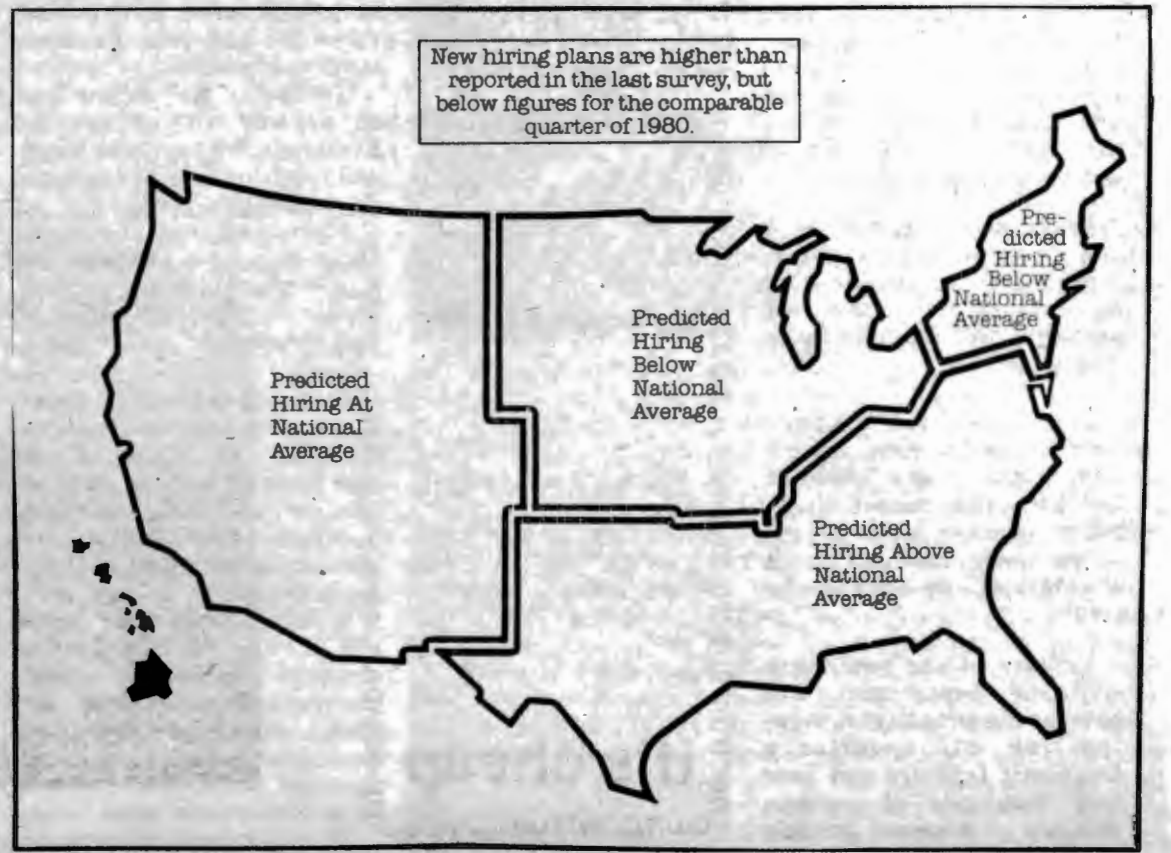 New hiring plans are higher than
reported in the last survey, but
below figures for the comparable
quarter of 1980.
Pre-
dicted
Hiring
Below
National
Average
Predicted
Hiring
Below
National
Average
Predicted
Hiring At
National
Average
Predicted
Hiring Above
National
Average